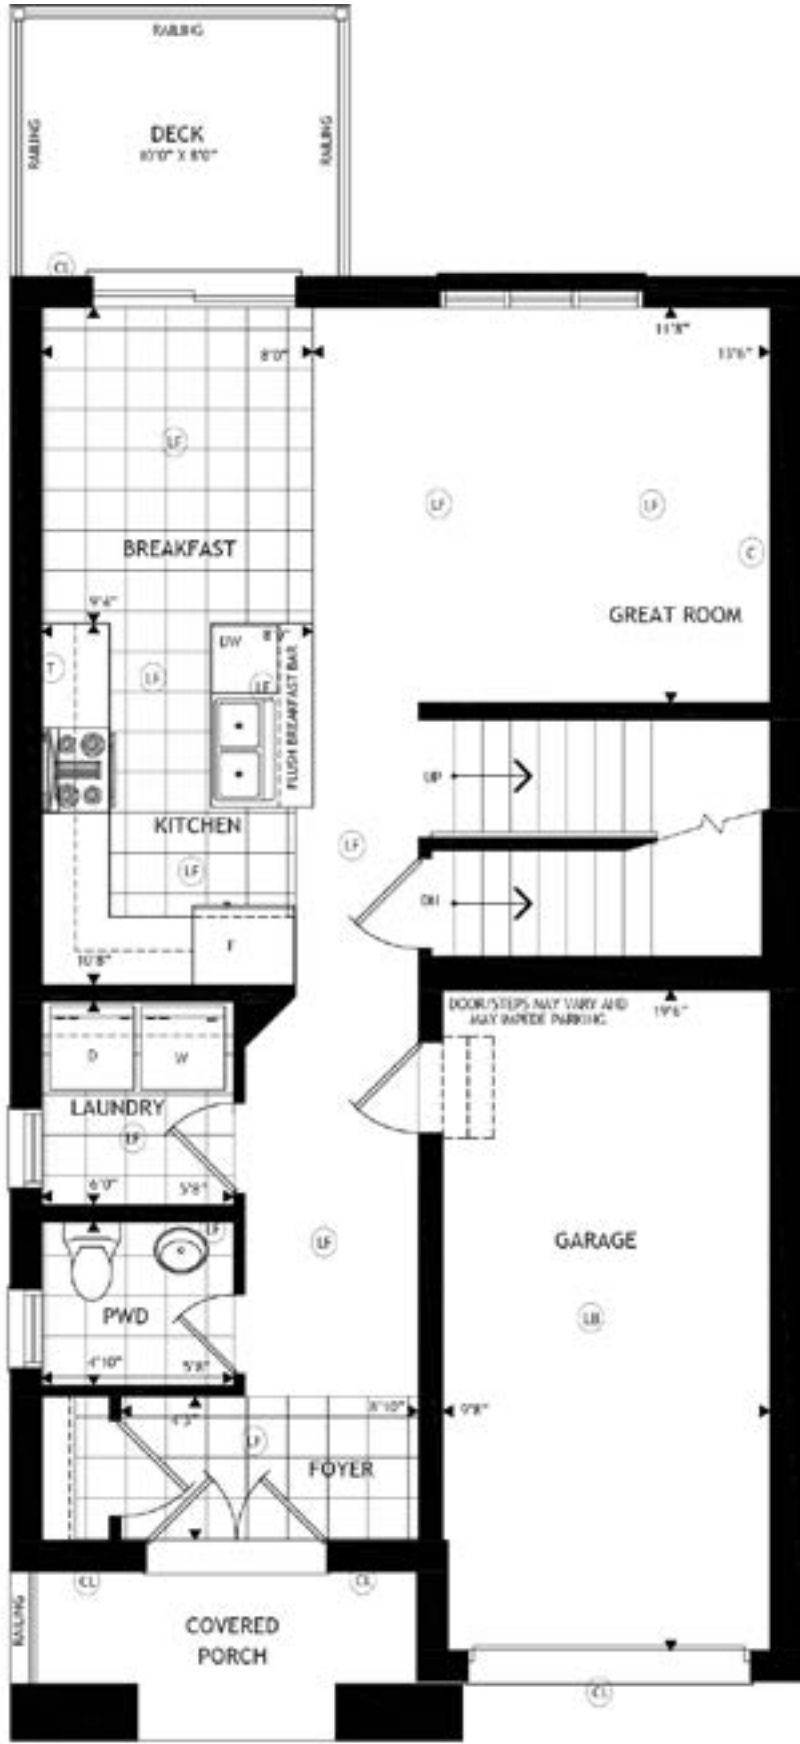 RAILING
RAILING
DECK
10'0" X 8'0"
RAILING
CL
11'8"
8'0"
13'6"
LF
LF
LF
BREAKFAST
C
9'4"
GREAT ROOM
DW
T
LF
LF
FLUSH BREAKFAST BAR
UP
KITCHEN
LF
LF
DN
F
10'8"
DOOR/STEPS MAY VARY AND
MAY IMPEDE PARKING.
19'6"
D
W
LAUNDRY
LF
6'0"
5'8"
LF
LF
GARAGE
PWD
LB
4'10"
5'8"
8'10"
9'8"
LF
FOYER
CL
CL
RAILING
COVERED
PORCH
CL